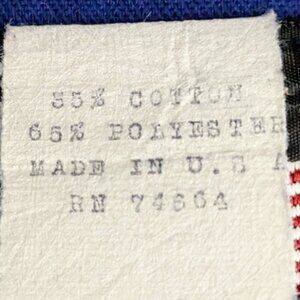 35% COTTON
65% POLYESTER
MADE IN U.S A
RN 74664